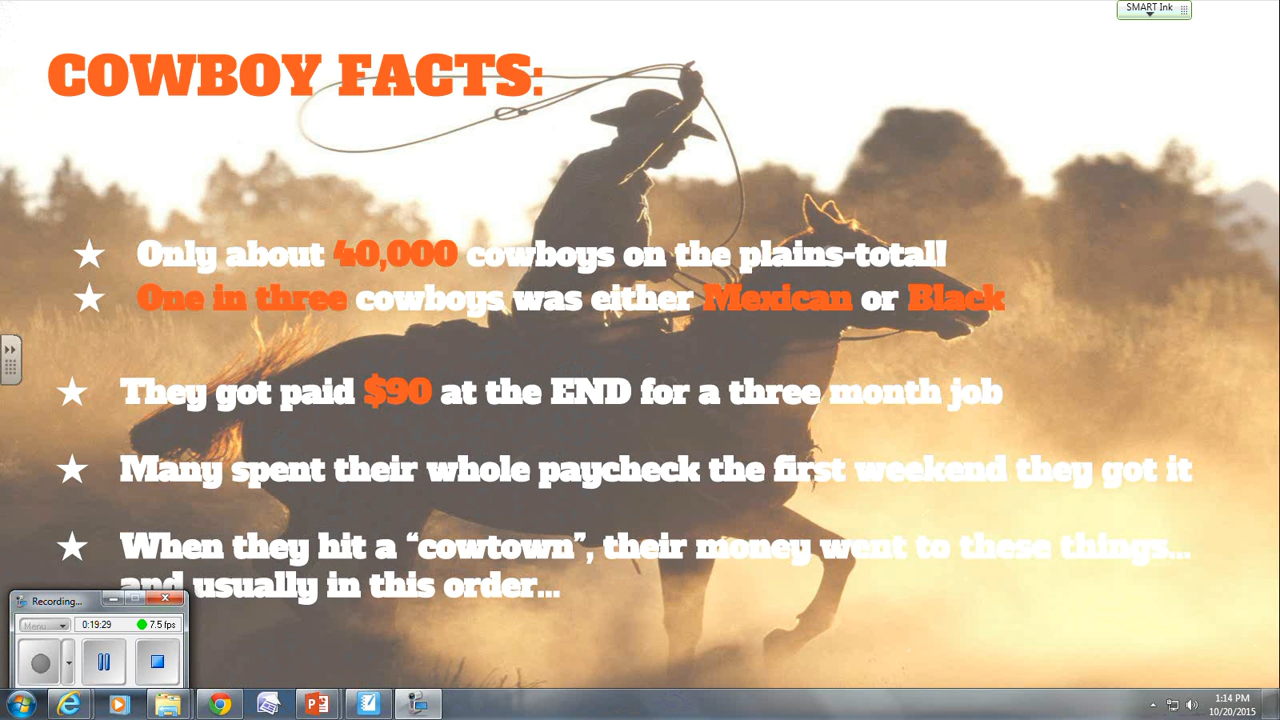 SMART Ink
COWBOY FACTS:
Only about 40,000 cowboys on the plains-total!
One in three cowboys was either Mexican or Black
They got paid $90 at the END for a three month job
Many spent their whole paycheck the first weekend they got it
When they hit a “cowtown”, their money went to these things...
and usually in this order...
Recording...
Menu
0:19:29
7.5 fps
1:14 PM
10/20/2015